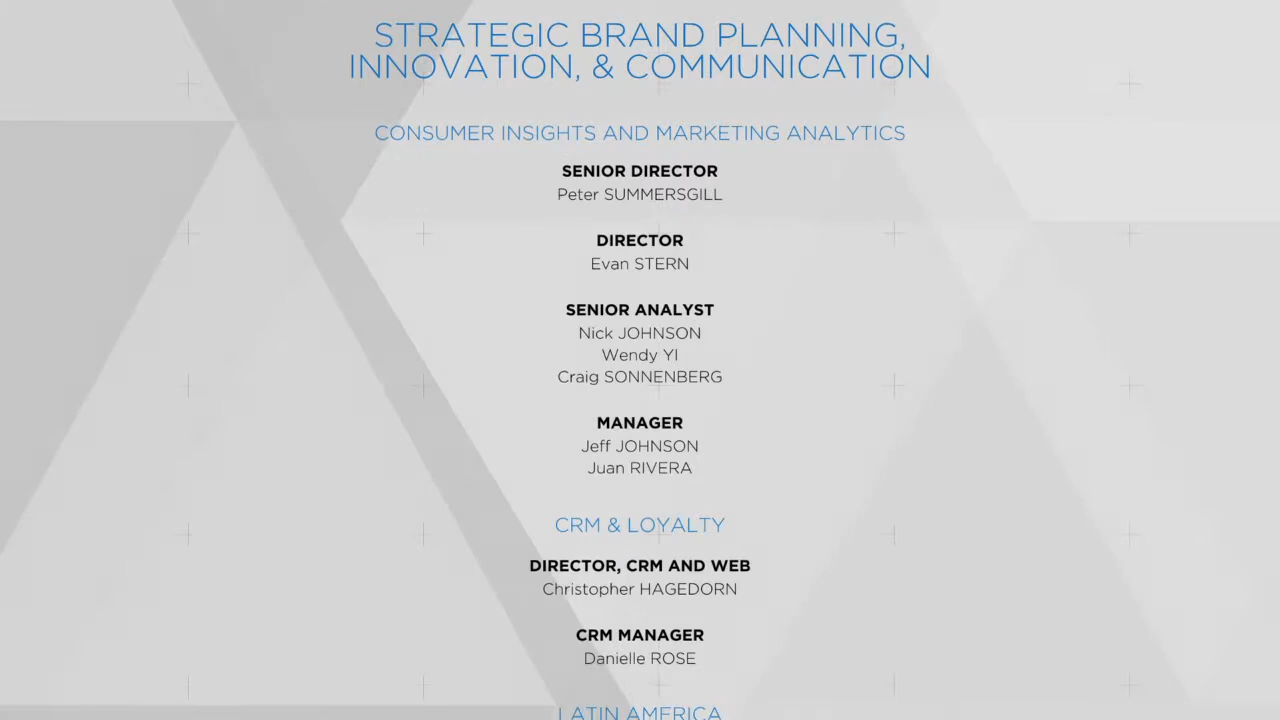 STRATEGIC BRAND PLANNING,
INNOVATION, & COMMUNICATION
CONSUMER INSIGHTS AND MARKETING ANALYTICS
SENIOR DIRECTOR
Peter SUMMERSGILL
DIRECTOR
Evan STERN
SENIOR ANALYST
Nick JOHNSON
Wendy YI
Craig SONNENBERG
MANAGER
Jeff JOHNSON
Juan RIVERA
CRM & LOYALTY
DIRECTOR, CRM AND WEB
Christopher HAGEDORN
CRM MANAGER
Danielle ROSE
LATIN AMERICA